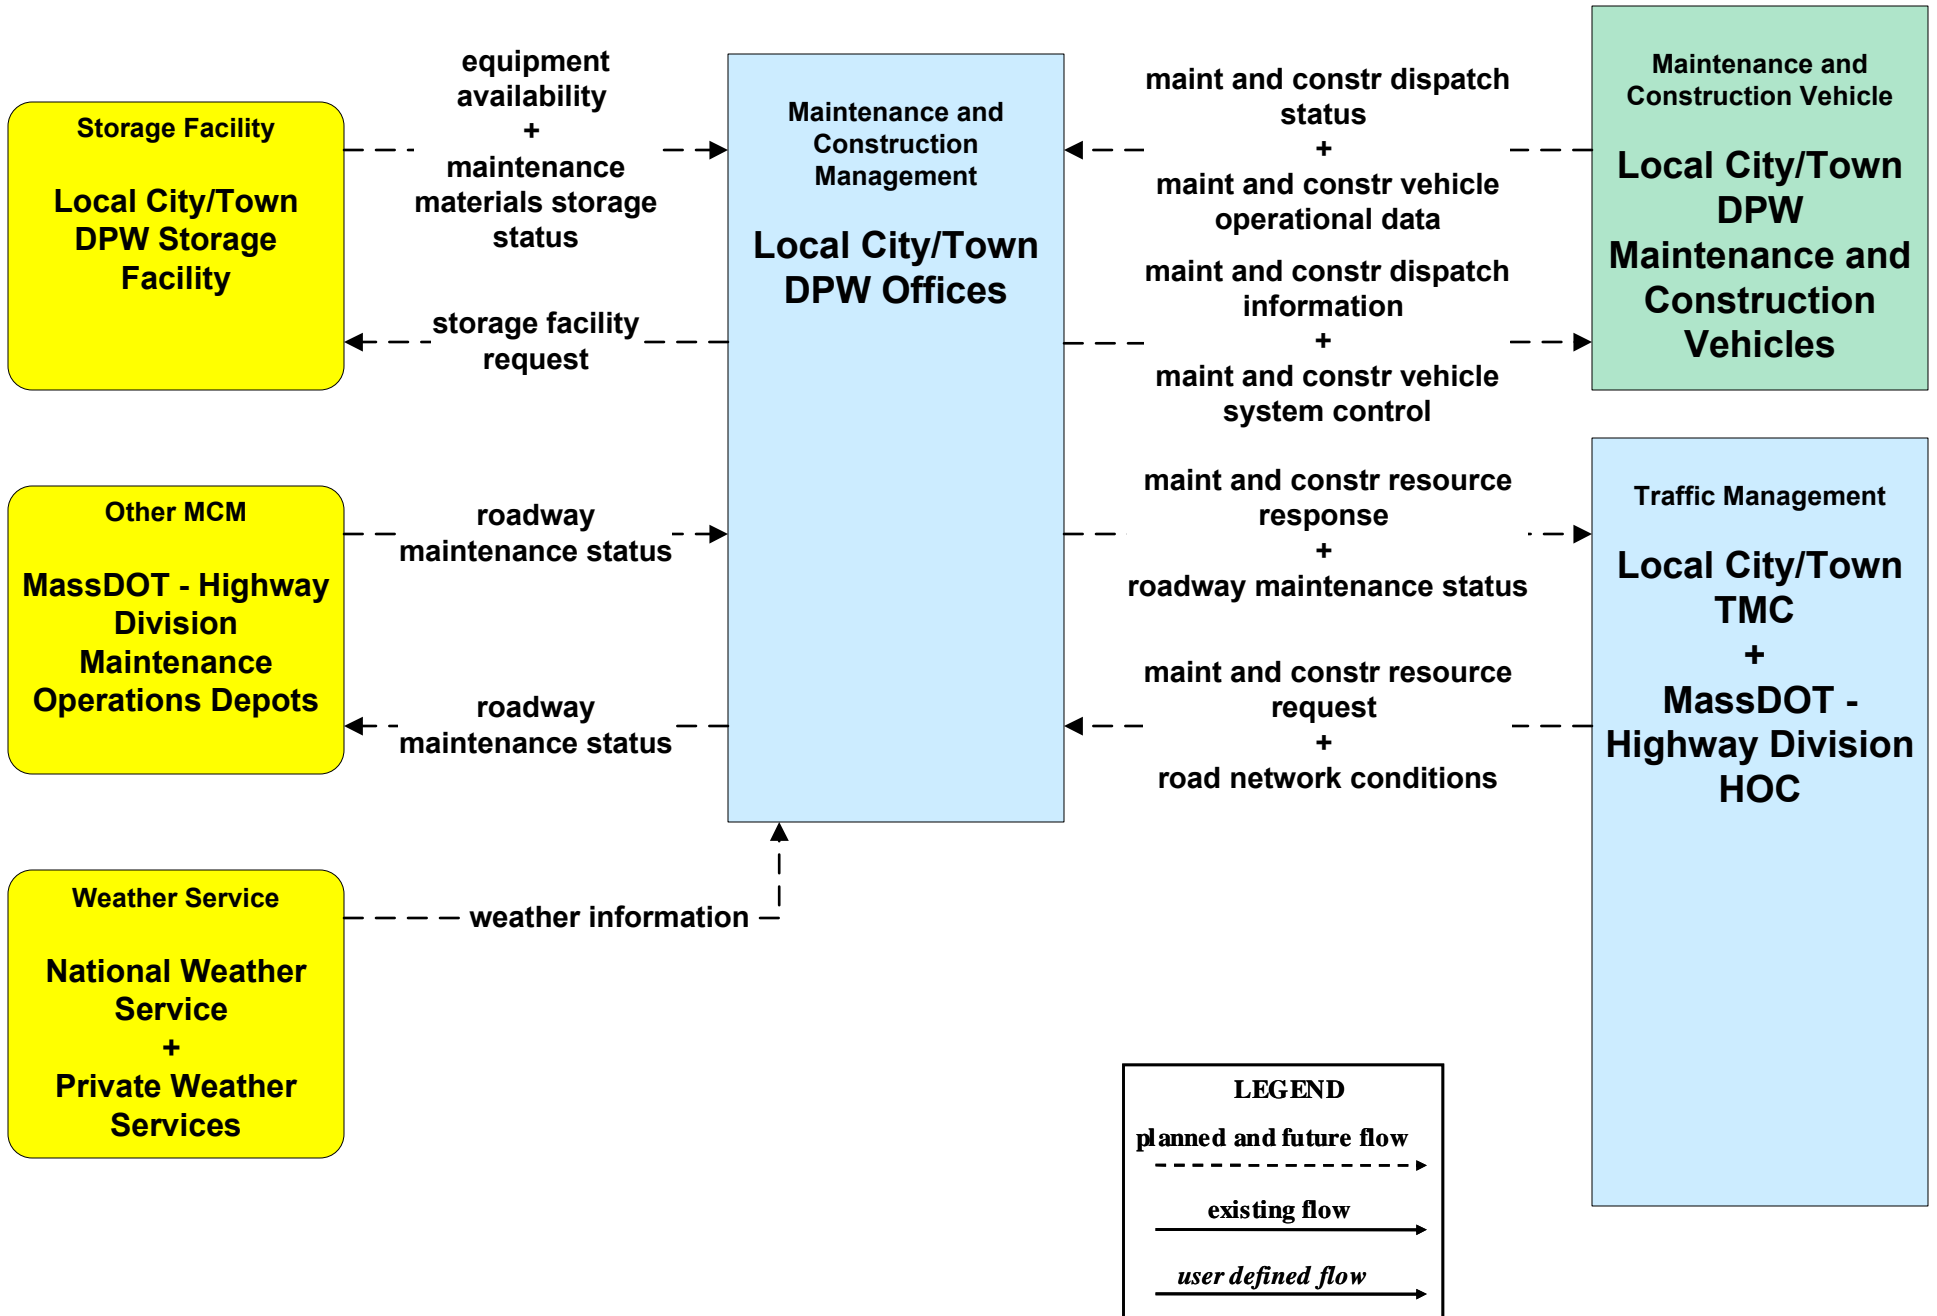 Storage Facility
Local City/Town
DPW Storage
Facility
equipment
availability
+
maintenance
materials storage
status
storage facility
request
Other MCM
MassDOT - Highway
Division
Maintenance
Operations Depots
roadway
maintenance status
roadway
maintenance status
Weather Service
National Weather
Service
+
Private Weather
Services
weather information
Maintenance and
Construction
Management
Local City/Town
DPW Offices
maint and constr dispatch
status
+
maint and constr vehicle
operational data
maint and constr dispatch
information
+
maint and constr vehicle
system control
maint and constr resource
response
+
roadway maintenance status
maint and constr resource
request
+
road network conditions
Maintenance and
Construction Vehicle
Local City/Town
DPW
Maintenance and
Construction
Vehicles
Traffic Management
Local City/Town
TMC
+
MassDOT -
Highway Division
HOC
LEGEND
planned and future flow
existing flow
user defined flow